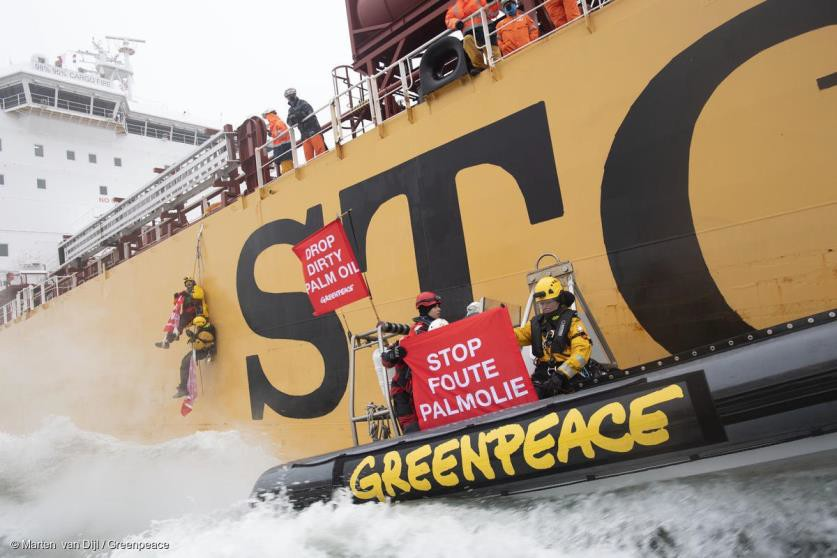 STO
DROP
DIRTY
PALM OIL
GREENPEACE
STOP
FOUTE
PALMOLIE
GREENPEACE
© Marten van Dijl / Greenpeace